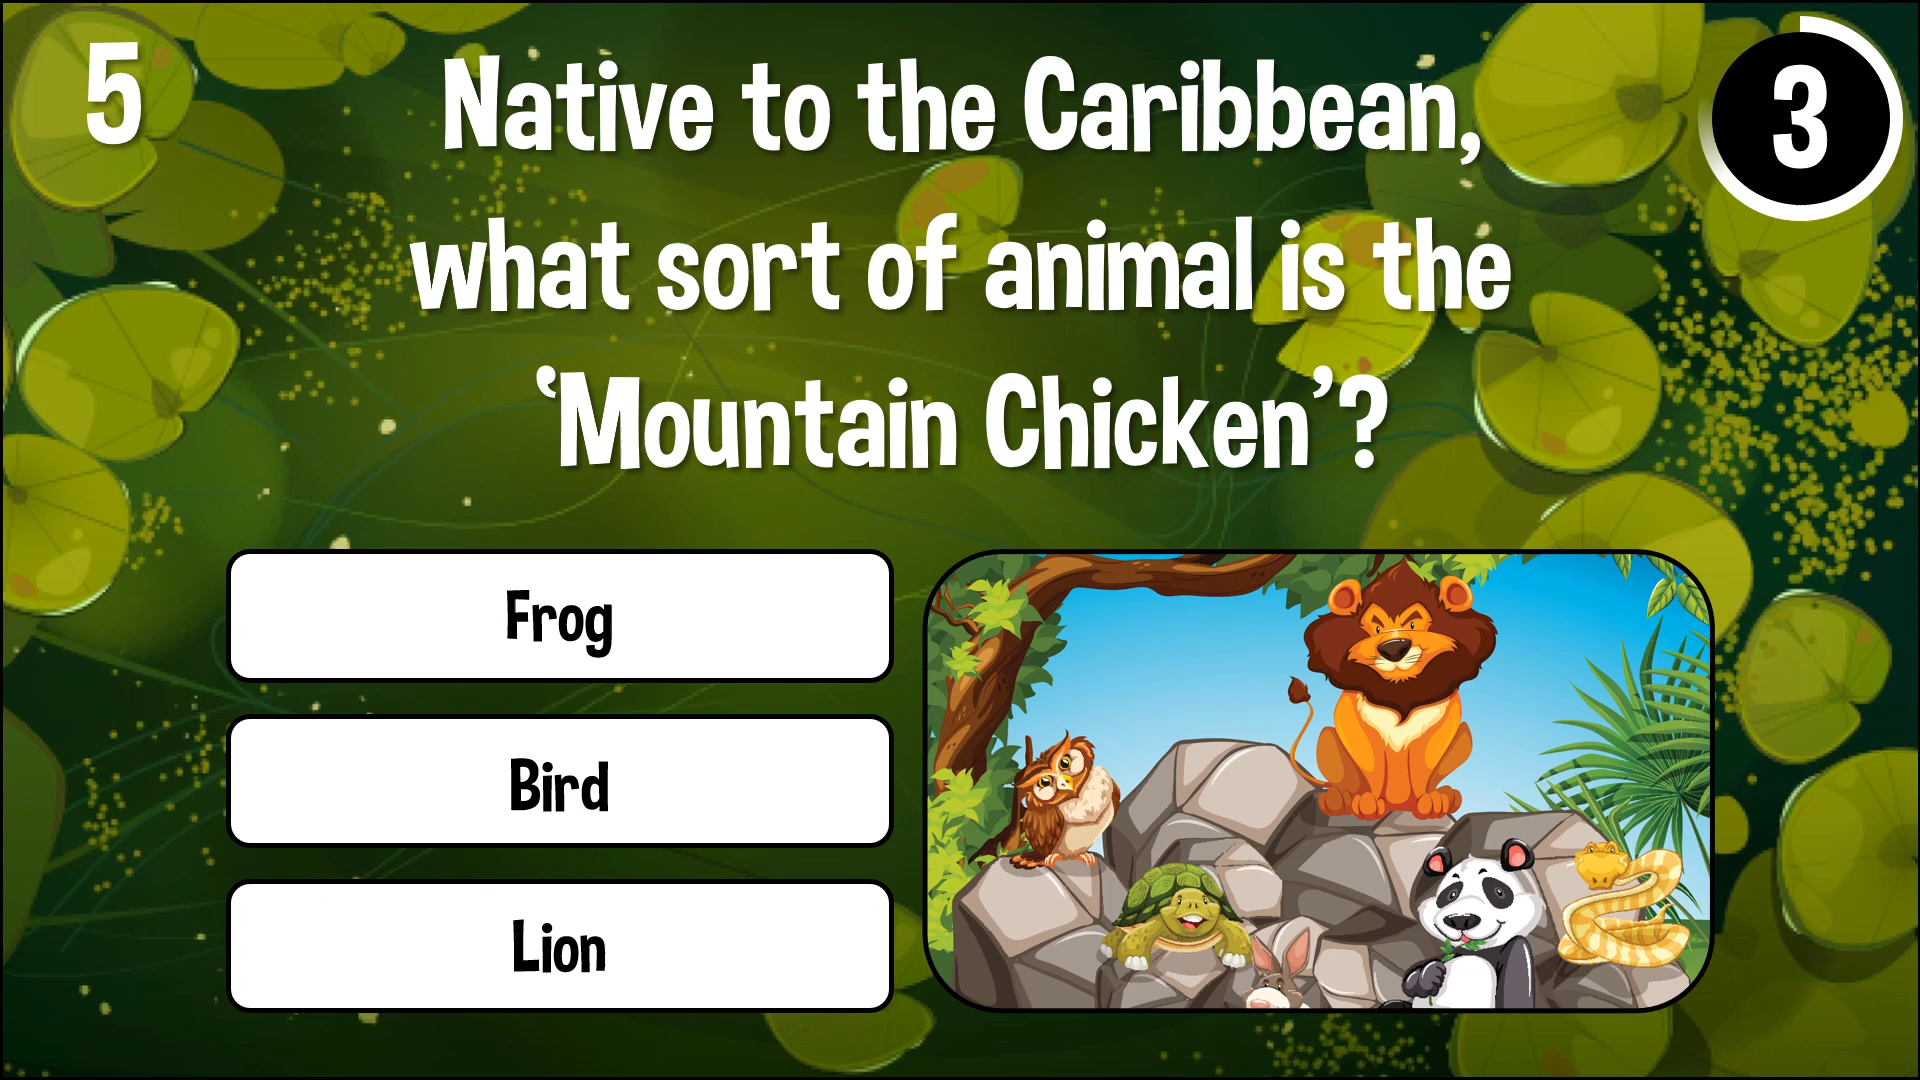 5
Native to the Caribbean,
3
what sort of animal is the
‘Mountain Chicken’?
Frog
Bird
Lion